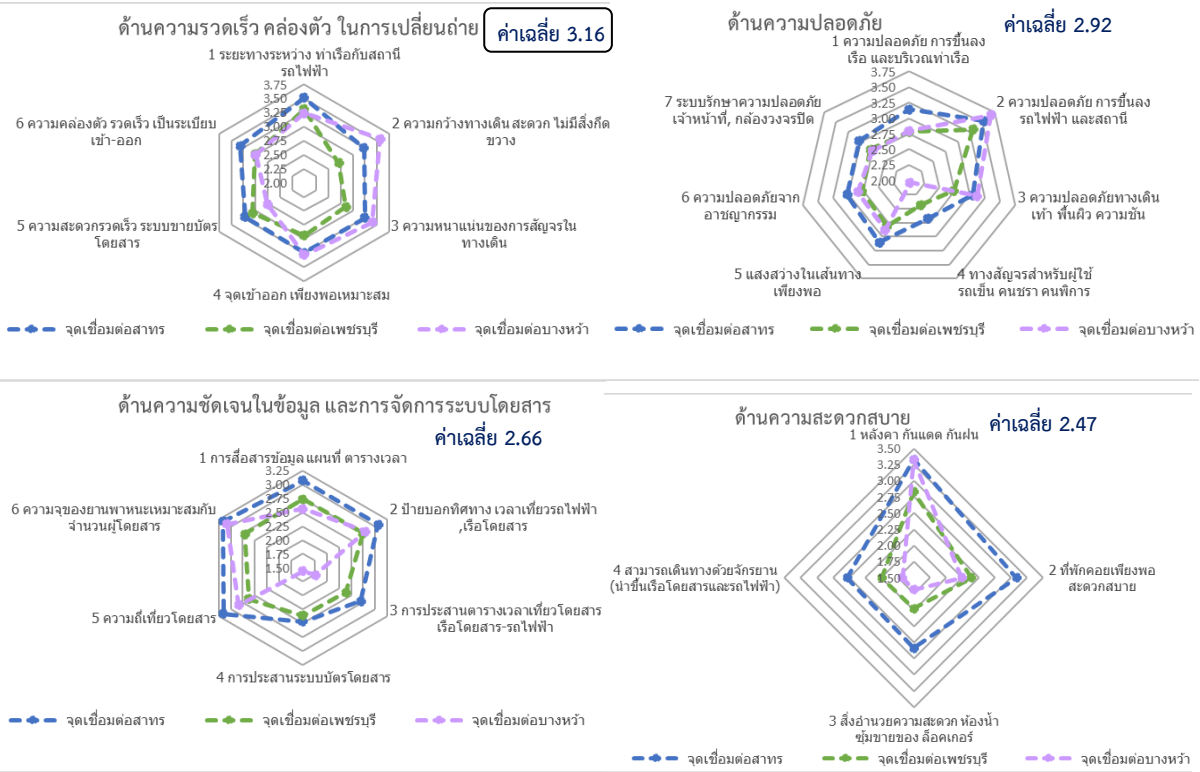 ด้านความรวดเร็ว คล่องตัว ในการเปลี่ยนถ่าย
ค่าเฉลี่ย 3.16
1 ระยะทางระหว่าง ท่าเรือกับสถานี
รถไฟฟ้า
3.75
3.50
3.25
3.00
2.75
2.50
2.25
2.00
2 ความกว้างทางเดิน สะดวก ไม่มีสิ่งกีด
ขวาง
3 ความหนาแน่นของการสัญจรใน
ทางเดิน
4 จุดเข้าออก เพียงพอเหมาะสม
5 ความสะดวกรวดเร็ว ระบบขายบัตร
โดยสาร
6 ความคล่องตัว รวดเร็ว เป็นระเบียบ
เข้า-ออก
จุดเชื่อมต่อสาทร
จุดเชื่อมต่อเพชรบุรี
จุดเชื่อมต่อบางหว้า
ด้านความปลอดภัย
ค่าเฉลี่ย 2.92
1 ความปลอดภัย การขึ้นลง
เรือ และบริเวณท่าเรือ
3.75
3.50
3.25
3.00
2.75
2.50
2.25
2.00
2 ความปลอดภัย การขึ้นลง
รถไฟฟ้า และสถานี
3 ความปลอดภัยทางเดิน
เท้า พื้นผิว ความชัน
4 ทางสัญจรสำหรับผู้ใช้
รถเข็น คนชรา คนพิการ
5 แสงสว่างในเส้นทาง
เพียงพอ
6 ความปลอดภัยจาก
อาชญากรรม
7 ระบบรักษาความปลอดภัย
เจ้าหน้าที่, กล้องวงจรปิด
จุดเชื่อมต่อสาทร
จุดเชื่อมต่อเพชรบุรี
จุดเชื่อมต่อบางหว้า
ด้านความชัดเจนในข้อมูล และการจัดการระบบโดยสาร
ค่าเฉลี่ย 2.66
1 การสื่อสารข้อมูล แผนที่ ตารางเวลา
3.25
3.00
2.75
2.50
2.25
2.00
1.75
1.50
2 ป้ายบอกทิศทาง เวลาเที่ยวรถไฟฟ้า
,เรือโดยสาร
3 การประสานตารางเวลาเที่ยวโดยสาร
เรือโดยสาร-รถไฟฟ้า
4 การประสานระบบบัตรโดยสาร
5 ความถี่เที่ยวโดยสาร
6 ความจุของยานพาหนะเหมาะสมกับ
จำนวนผู้โดยสาร
จุดเชื่อมต่อสาทร
จุดเชื่อมต่อเพชรบุรี
จุดเชื่อมต่อบางหว้า
ด้านความสะดวกสบาย
ค่าเฉลี่ย 2.47
1 หลังคา กันแดด กันฝน
3.50
3.25
3.00
2.75
2.50
2.25
2.00
1.75
1.50
2 ที่พักคอยเพียงพอ
สะดวกสบาย
3 สิ่งอำนวยความสะดวก ห้องน้ำ
ซุ้มขายของ ล็อคเกอร์
4 สามารถเดินทางด้วยจักรยาน
(นำขึ้นเรือโดยสารและรถไฟฟ้า)
จุดเชื่อมต่อสาทร
จุดเชื่อมต่อเพชรบุรี
จุดเชื่อมต่อบางหว้า